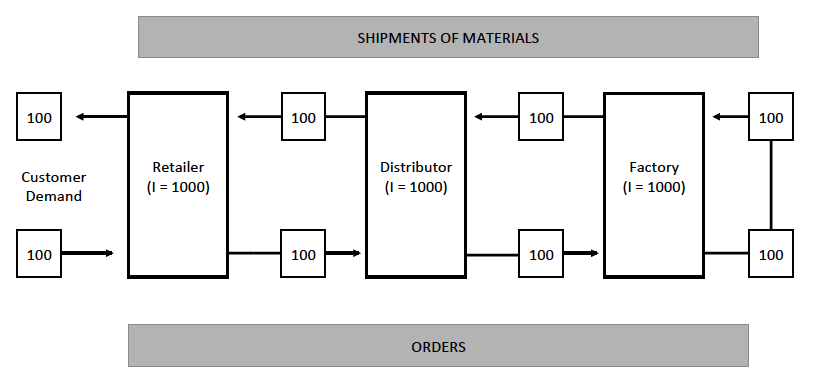 SHIPMENTS OF MATERIALS
100
100
100
100
Retailer
(I = 1000)
Distributor
(I = 1000)
Factory
(I = 1000)
Customer
Demand
100
100
100
100
ORDERS